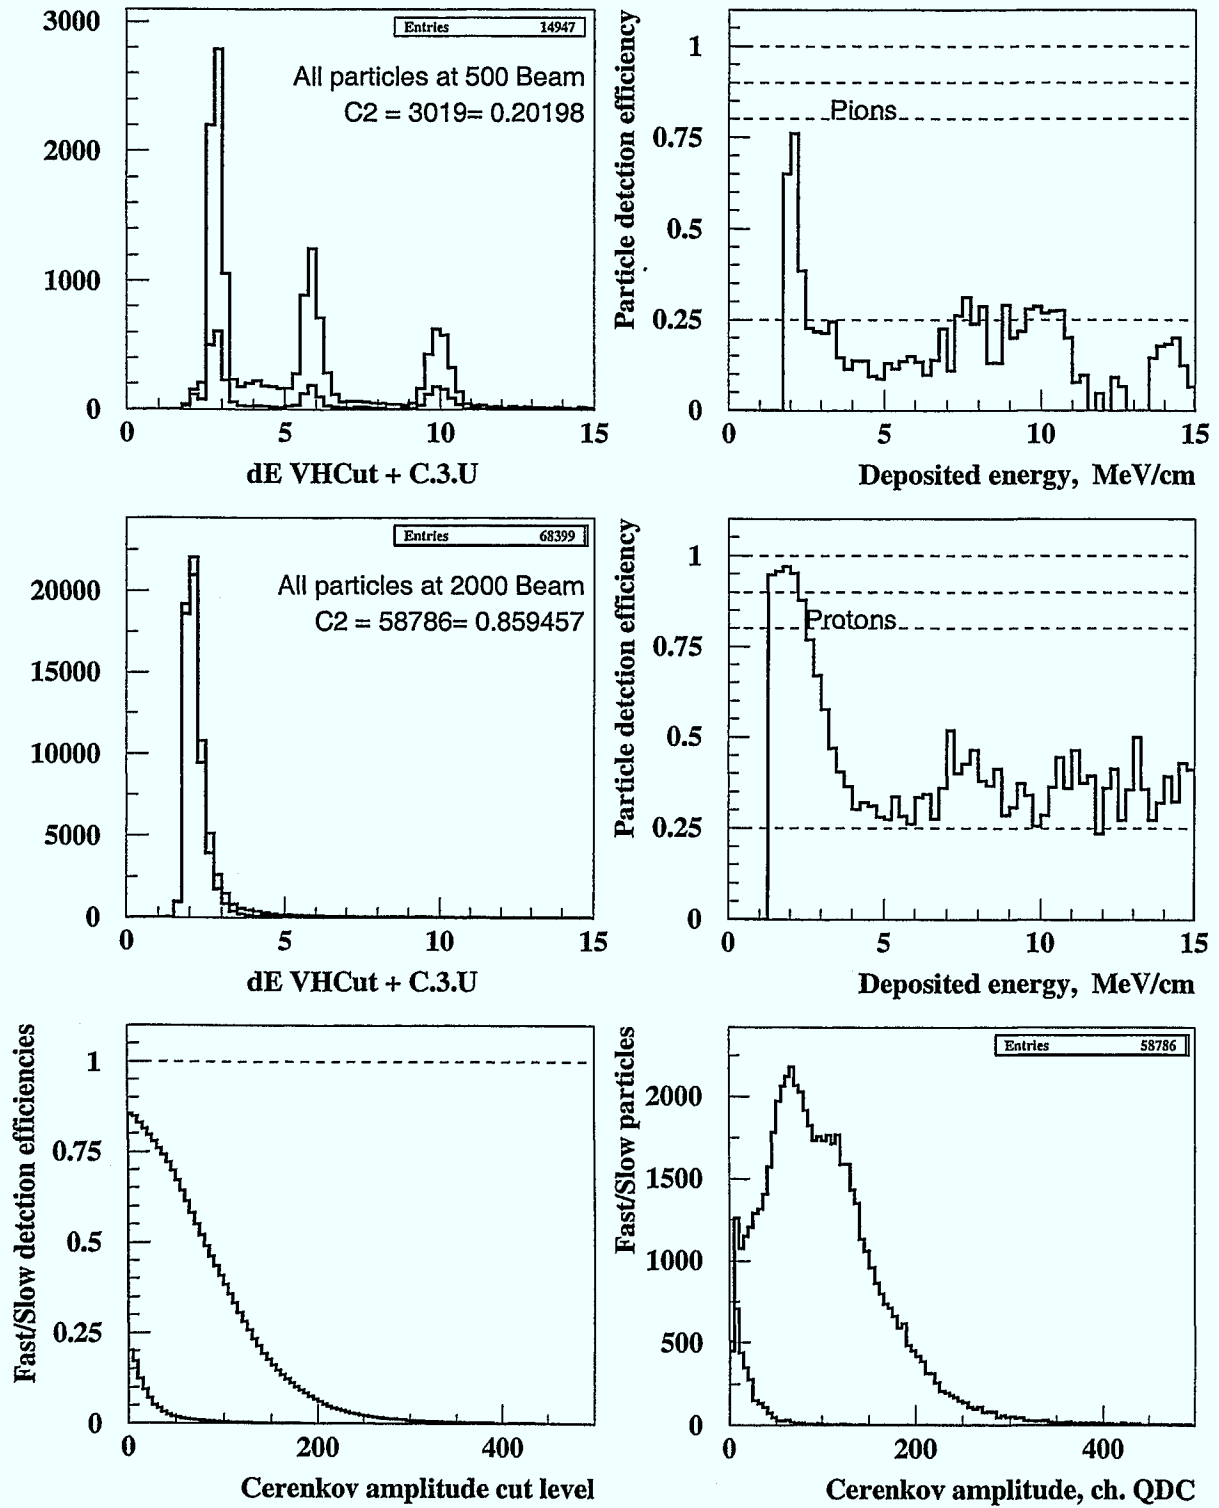 3000
2000
1000
0
Entries 14947
All particles at 500 Beam
C2 = 3019= 0.20198
0 5 10 15
dE VHCut + C.3.U
Particle detction efficiency
1
0.75
0.5
0.25
0
Pions
0 5 10 15
Deposited energy, MeV/cm
20000
15000
10000
5000
0
Entries 68399
All particles at 2000 Beam
C2 = 58786= 0.859457
0 5 10 15
dE VHCut + C.3.U
Particle detction efficiency
1
0.75
0.5
0.25
0
Protons
0 5 10 15
Deposited energy, MeV/cm
Fast/Slow detction efficiencies
1
0.75
0.5
0.25
0
0 200 400
Cerenkov amplitude cut level
Fast/Slow particles
2000
1500
1000
500
0
Entries 58786
0 200 400
Cerenkov amplitude, ch. QDC